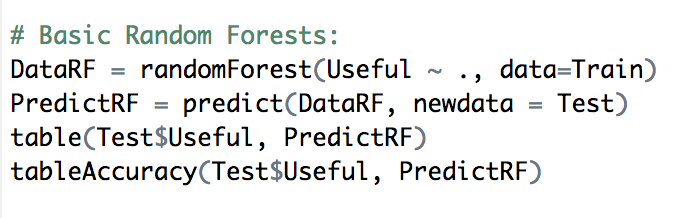 # Basic Random Forests:
DataRF = randomForest(Useful ~ ., data=Train)
PredictRF = predict(DataRF, newdata = Test)
table(Test$Useful, PredictRF)
tableAccuracy(Test$Useful, PredictRF)